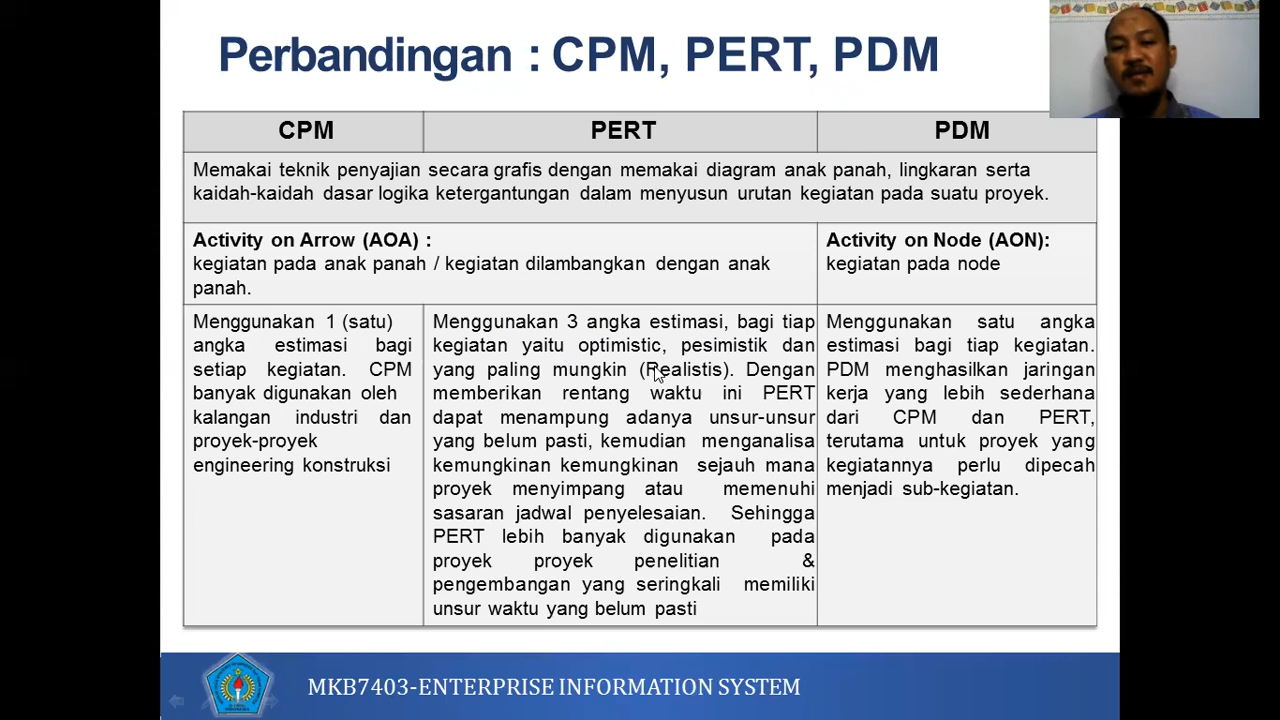 Perbandingan : CPM, PERT, PDM
CPM
PERT
PDM
Memakai teknik penyajian secara grafis dengan memakai diagram anak panah, lingkaran serta
kaidah-kaidah dasar logika ketergantungan dalam menyusun urutan kegiatan pada suatu proyek.
Activity on Arrow (AOA) :
kegiatan pada anak panah / kegiatan dilambangkan dengan anak
panah.
Activity on Node (AON):
kegiatan pada node
Menggunakan 1 (satu)
angka estimasi bagi
setiap kegiatan. CPM
banyak digunakan oleh
kalangan industri dan
proyek-proyek
engineering konstruksi
Menggunakan 3 angka estimasi, bagi tiap
kegiatan yaitu optimistic, pesimistik dan
yang paling mungkin (Realistis). Dengan
memberikan rentang waktu ini PERT
dapat menampung adanya unsur-unsur
yang belum pasti, kemudian menganalisa
kemungkinan kemungkinan sejauh mana
proyek menyimpang atau memenuhi
sasaran jadwal penyelesaian. Sehingga
PERT lebih banyak digunakan pada
proyek proyek penelitian &
pengembangan yang seringkali memiliki
unsur waktu yang belum pasti
Menggunakan satu angka
estimasi bagi tiap kegiatan.
PDM menghasilkan jaringan
kerja yang lebih sederhana
dari CPM dan PERT,
terutama untuk proyek yang
kegiatannya perlu dipecah
menjadi sub-kegiatan.
MKB7403-ENTERPRISE INFORMATION SYSTEM